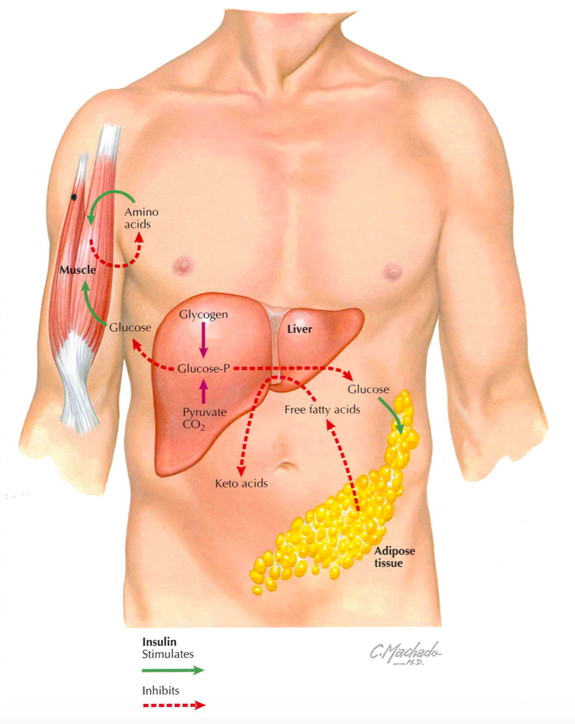 Amino
acids
Muscle
Glucose
Glycogen
Liver
Glucose-P
Pyruvate
CO₂
Glucose
Free fatty acids
Keto acids
Adipose
tissue
Insulin
Stimulates
Inhibits
C.Machado
M.D.